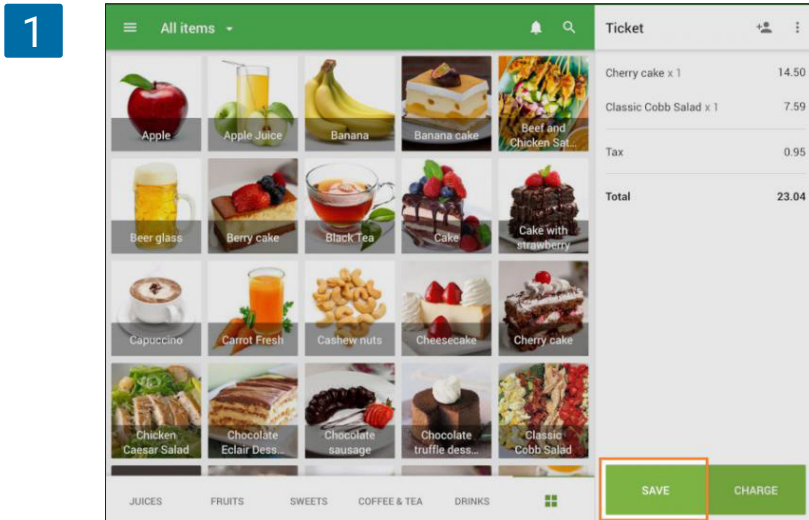 1
All items
Ticket
Cherry cake x 1 14.50
Classic Cobb Salad x 1 7.59
Tax 0.95
Total 23.04
Apple
Apple Juice
Banana
Banana cake
Beef and
Chicken Sat...
Beer glass
Berry cake
Black Tea
Cake
Cake with
strawberry
Capuccino
Carrot Fresh
Cashew nuts
Cheesecake
Cherry cake
Chicken
Caesar Salad
Chocolate
Eclair Dess...
Chocolate
sausage
Chocolate
truffle dess...
Classic
Cobb Salad
SAVE
CHARGE
JUICES
FRUITS
SWEETS
COFFEE & TEA
DRINKS